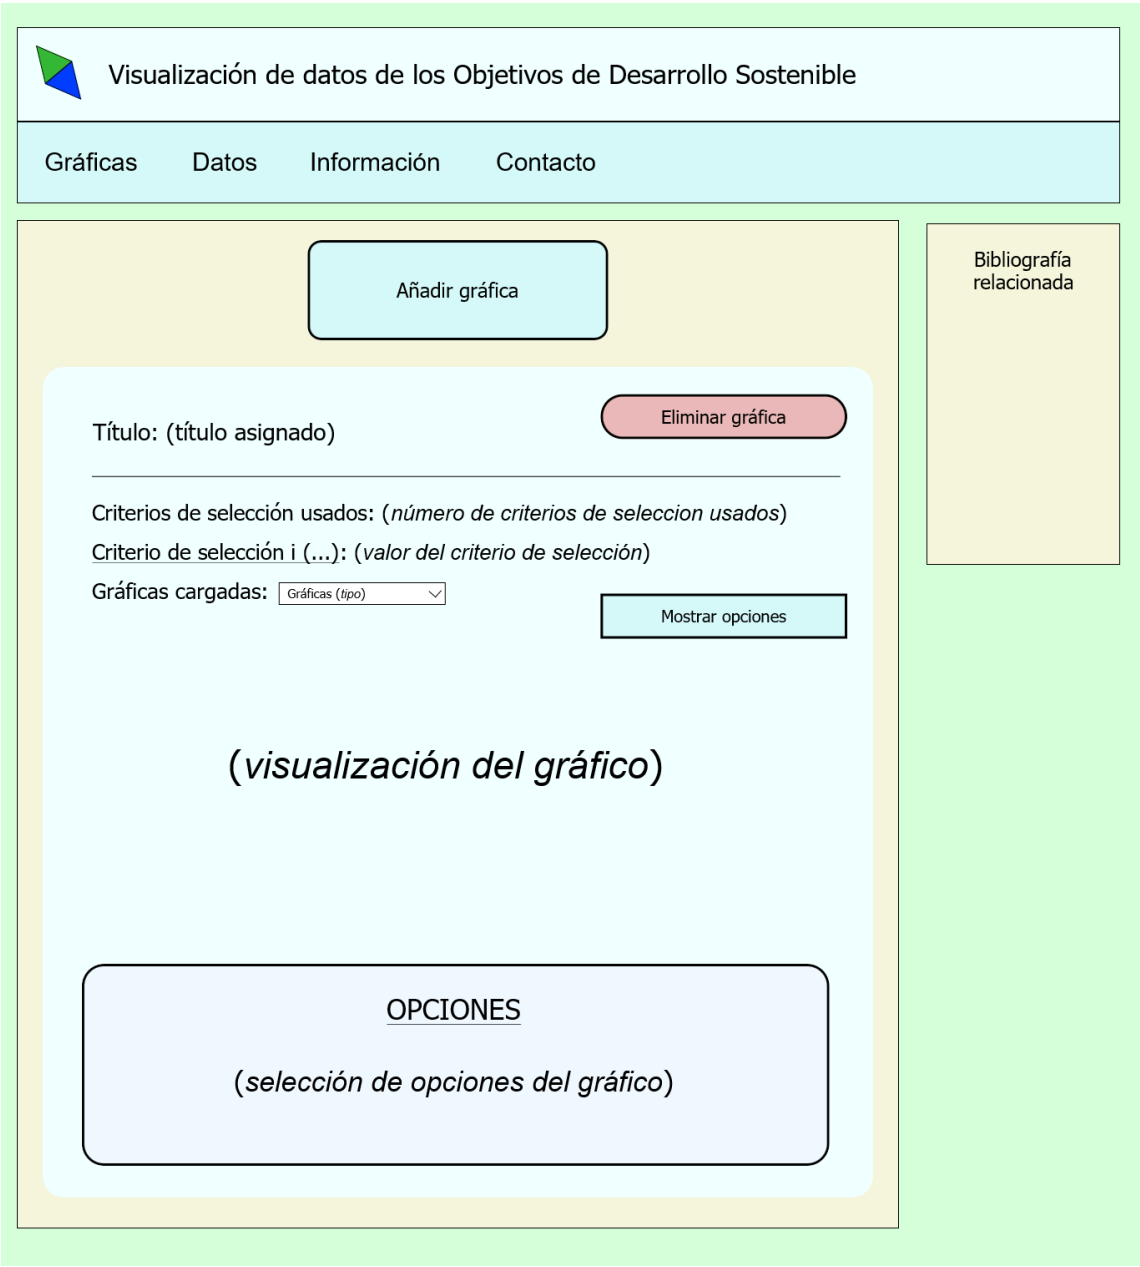 Visualización de datos de los Objetivos de Desarrollo Sostenible
Gráficas Datos Información Contacto
Añadir gráfica
Bibliografía
relacionada
Título: (título asignado)
Eliminar gráfica
Criterios de selección usados: (número de criterios de seleccion usados)
Criterio de selección i (...): (valor del criterio de selección)
Gráficas cargadas: Gráficas (tipo)
Mostrar opciones
(visualización del gráfico)
OPCIONES
(selección de opciones del gráfico)